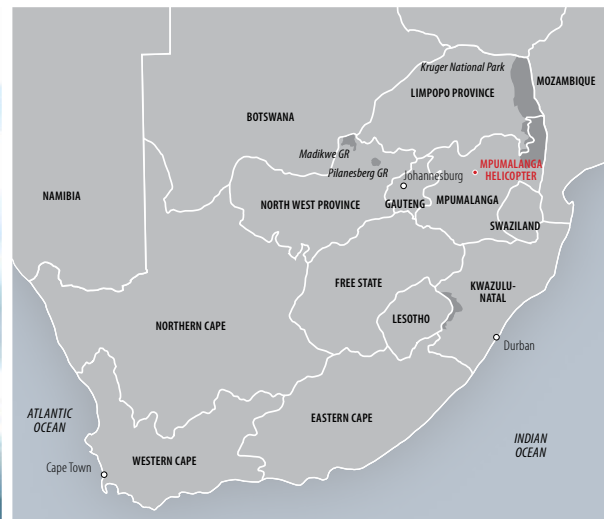 Kruger National Park
MOZAMBIQUE
LIMPOPO PROVINCE
BOTSWANA
Madikwe GR
Pilanesberg GR
MPUMALANGA
HELICOPTER
Johannesburg
NAMIBIA
NORTH WEST PROVINCE
GAUTENG
MPUMALANGA
SWAZILAND
FREE STATE
KWAZULU-
NATAL
LESOTHO
NORTHERN CAPE
Durban
ATLANTIC
OCEAN
EASTERN CAPE
INDIAN
OCEAN
WESTERN CAPE
Cape Town